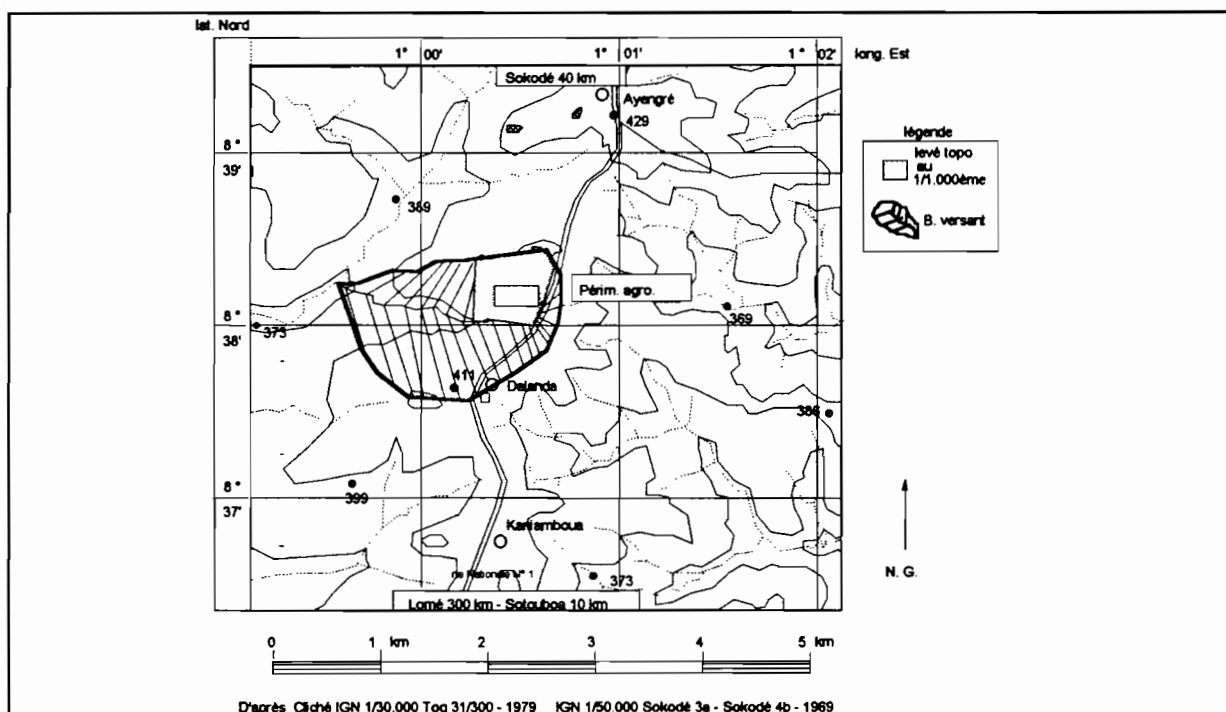 lat. Nord
1° 00' 1° 01' 1° 02' long. Est
Sokodé 40 km
Ayengré
429
légende
levé topo
au
1/1.000ème
B. versant
8°
39'
389
Périm. agro.
369
8°
38'
373
411
Dalanda
386
8°
37'
399
Kaniamboua
N° 1
373
N. G.
Lomé 300 km - Sotouboa 10 km
0 1 km 2 3 4 5 km
D'après Cliché IGN 1/30.000 Tog 31/300 - 1979 IGN 1/50.000 Sokodé 3a - Sokodé 4b - 1969